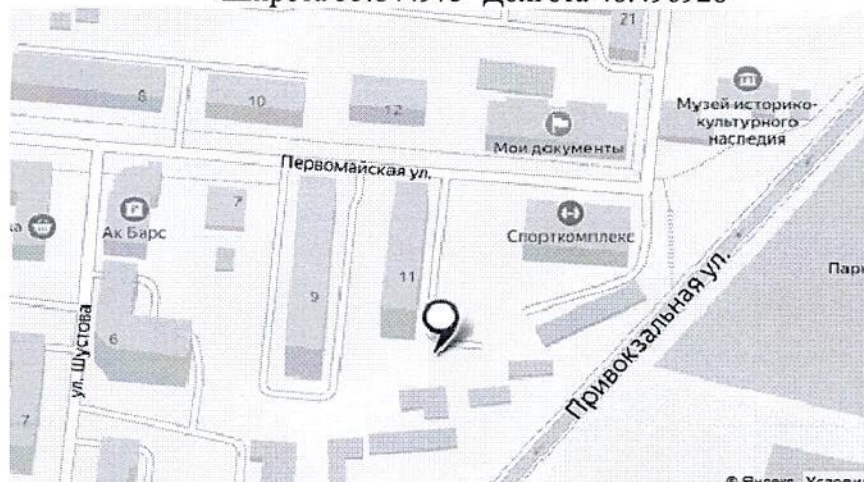 21
8
10
12
Музей историко-
культурного
наследия
Мои документы
Первомайская ул.
7
Ак Барс
Спорткомплекс
11
9
ул. Шустова
6
Привокзальная ул.
7
© Яндекс